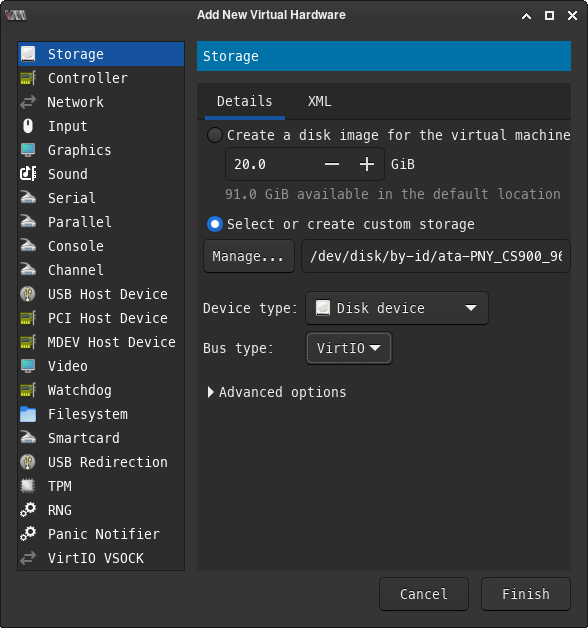 Add New Virtual Hardware
Storage
Controller
Network
Input
Graphics
Sound
Serial
Parallel
Console
Channel
USB Host Device
PCI Host Device
MDEV Host Device
Video
Watchdog
Filesystem
Smartcard
USB Redirection
TPM
RNG
Panic Notifier
VirtIO VSOCK
Storage
Details XML
Create a disk image for the virtual machine
20.0 GiB
91.0 GiB available in the default location
Select or create custom storage
Manage... /dev/disk/by-id/ata-PNY_CS900_96
Device type: Disk device
Bus type: VirtIO
Advanced options
Cancel Finish